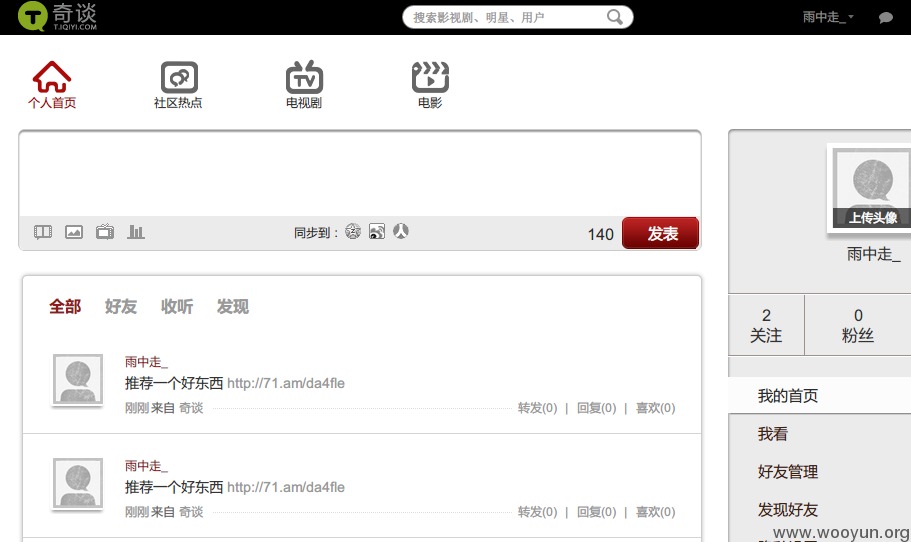 奇谈
T.IQIYI.COM
搜索影视剧、明星、用户
雨中走_
个人首页
社区热点
电视剧
电影
同步到：
140
发表
上传头像
雨中走_
2
关注
0
粉丝
全部 好友 收听 发现
雨中走_
推荐一个好东西 http://71.am/da4fle
刚刚 来自 奇谈
转发(0) | 回复(0) | 喜欢(0)
雨中走_
推荐一个好东西 http://71.am/da4fle
刚刚 来自 奇谈
转发(0) | 回复(0) | 喜欢(0)
我的首页
我看
好友管理
发现好友
www.wooyun.org